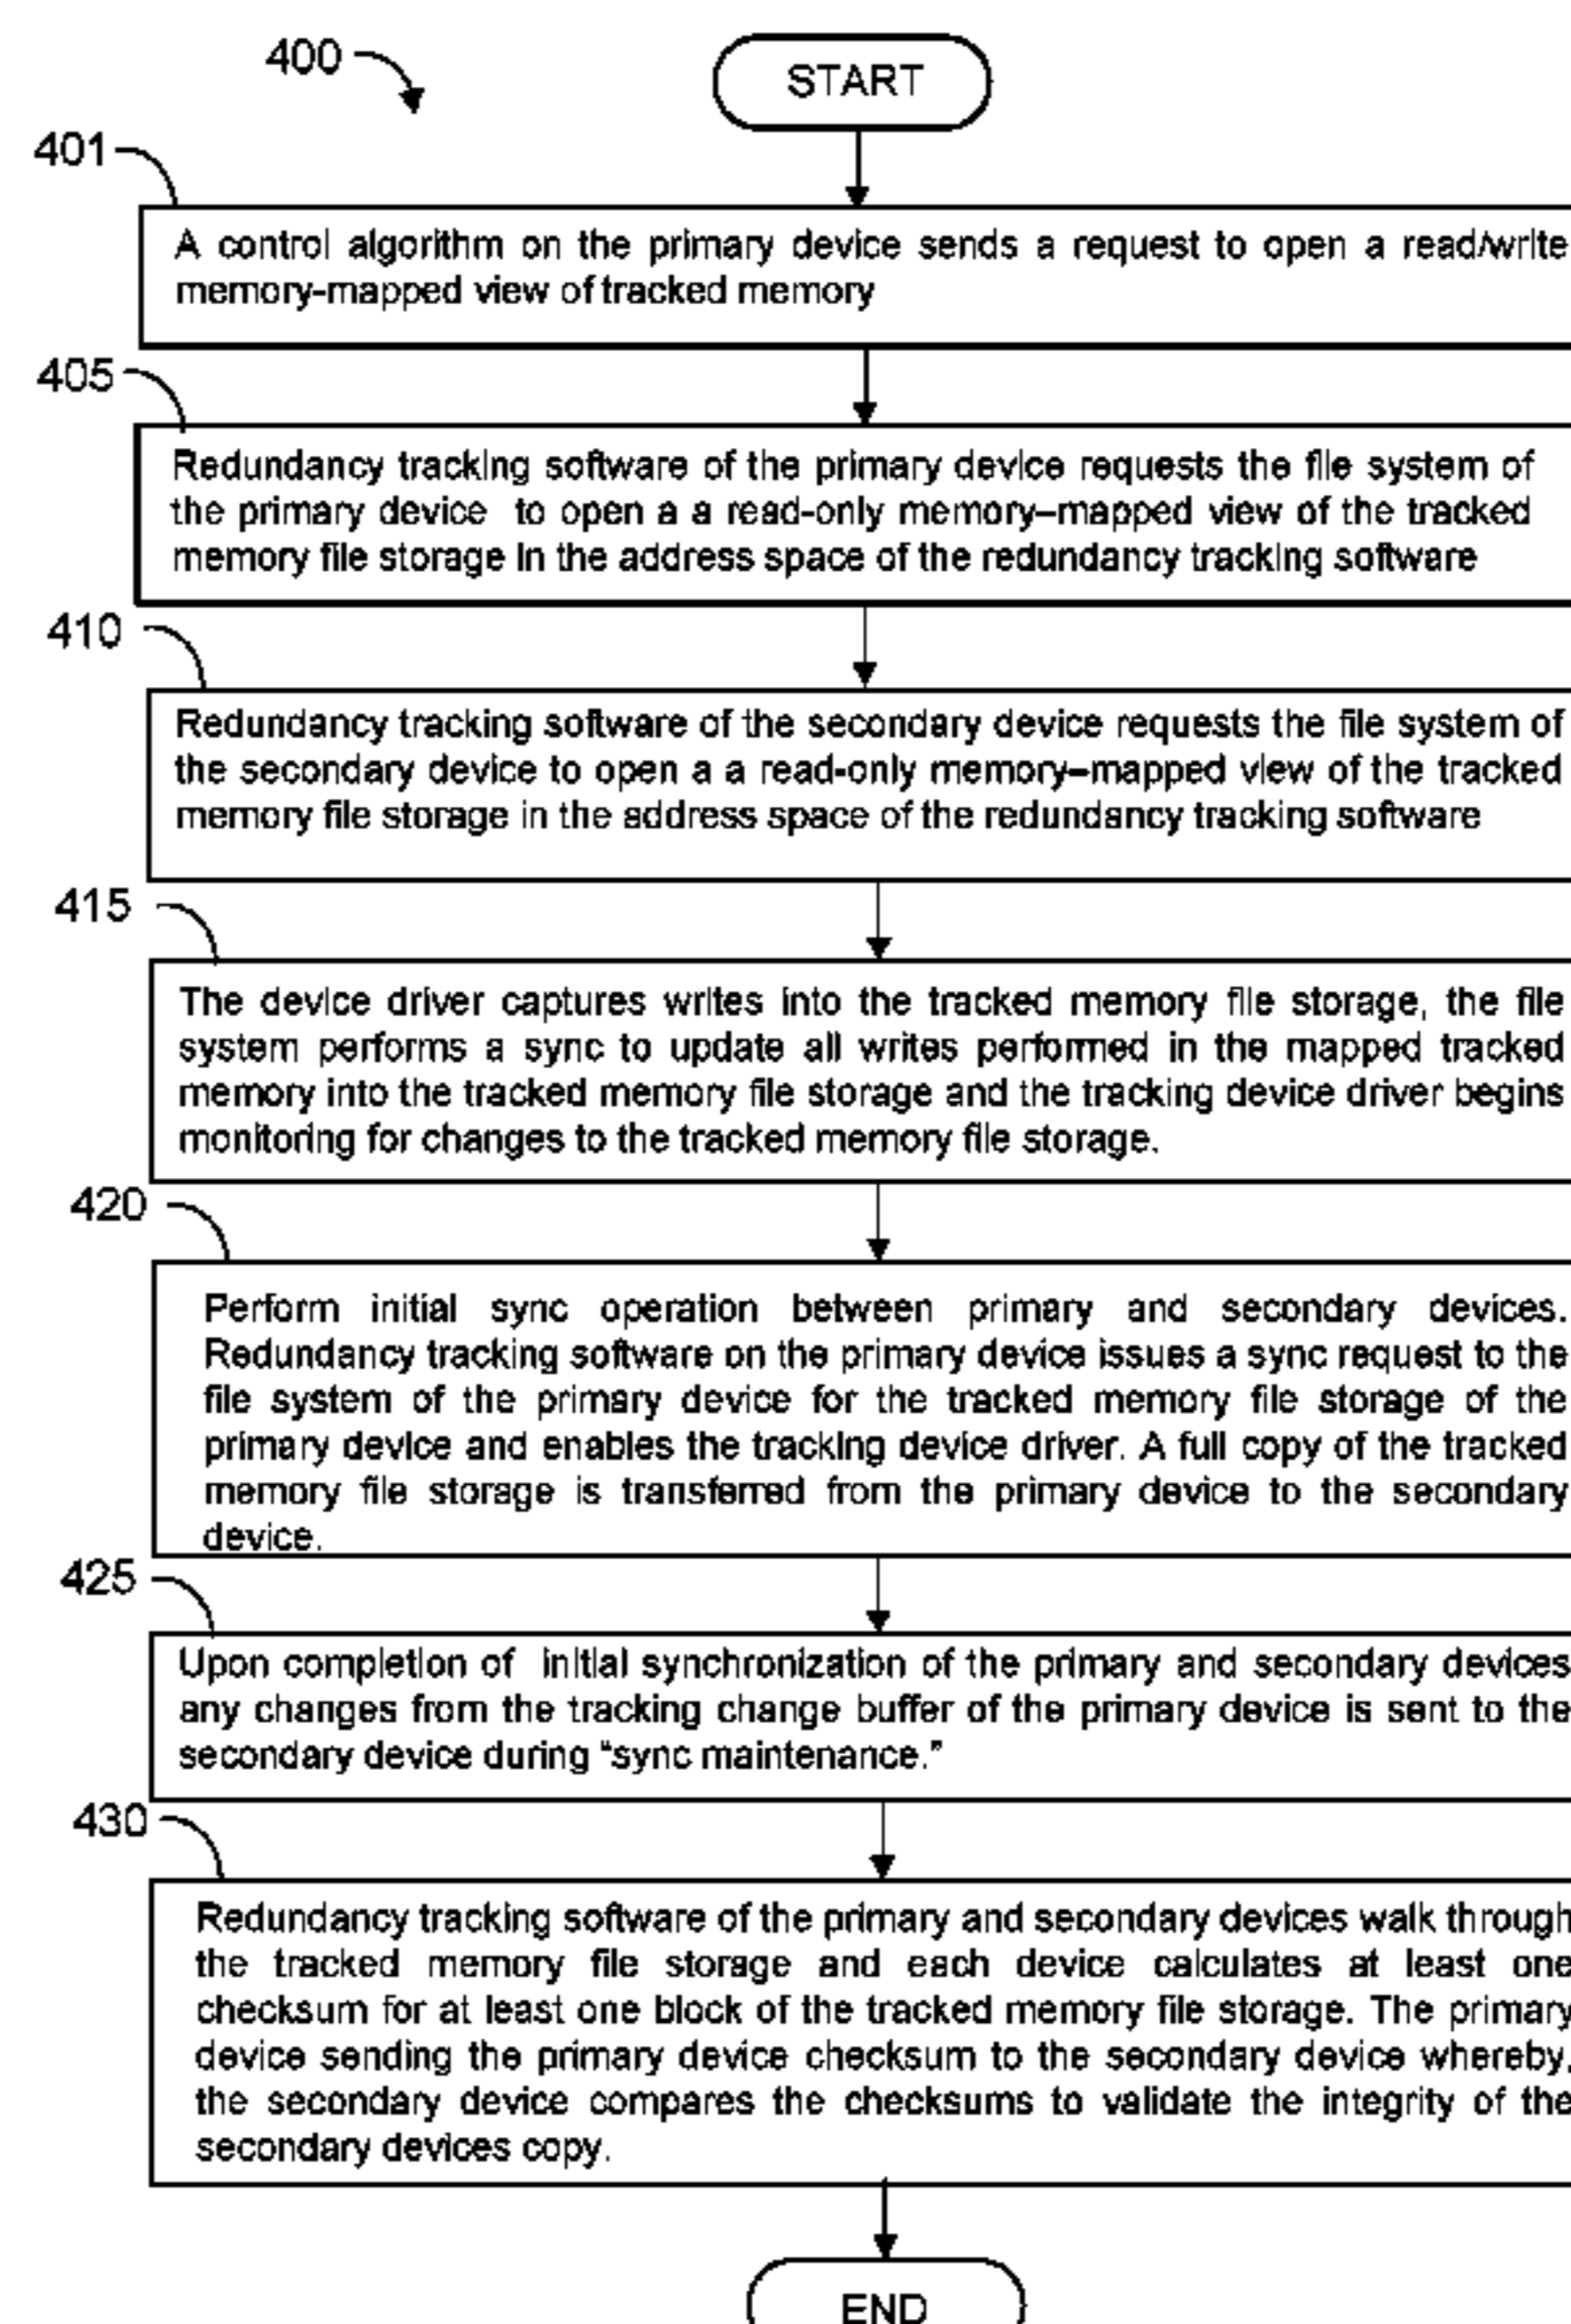 400
START
401
A control algorithm on the primary device sends a request to open a read/write
memory-mapped view of tracked memory
405
Redundancy tracking software of the primary device requests the file system of
the primary device to open a a read-only memory–mapped view of the tracked
memory file storage in the address space of the redundancy tracking software
410
Redundancy tracking software of the secondary device requests the file system of
the secondary device to open a a read-only memory–mapped view of the tracked
memory file storage in the address space of the redundancy tracking software
415
The device driver captures writes into the tracked memory file storage, the file
system performs a sync to update all writes performed in the mapped tracked
memory into the tracked memory file storage and the tracking device driver begins
monitoring for changes to the tracked memory file storage.
420
Perform initial sync operation between primary and secondary devices.
Redundancy tracking software on the primary device issues a sync request to the
file system of the primary device for the tracked memory file storage of the
primary device and enables the tracking device driver. A full copy of the tracked
memory file storage is transferred from the primary device to the secondary
device.
425
Upon completion of initial synchronization of the primary and secondary devices
any changes from the tracking change buffer of the primary device is sent to the
secondary device during “sync maintenance.”
430
Redundancy tracking software of the primary and secondary devices walk through
the tracked memory file storage and each device calculates at least one
checksum for at least one block of the tracked memory file storage. The primary
device sending the primary device checksum to the secondary device whereby,
the secondary device compares the checksums to validate the integrity of the
secondary devices copy.
END